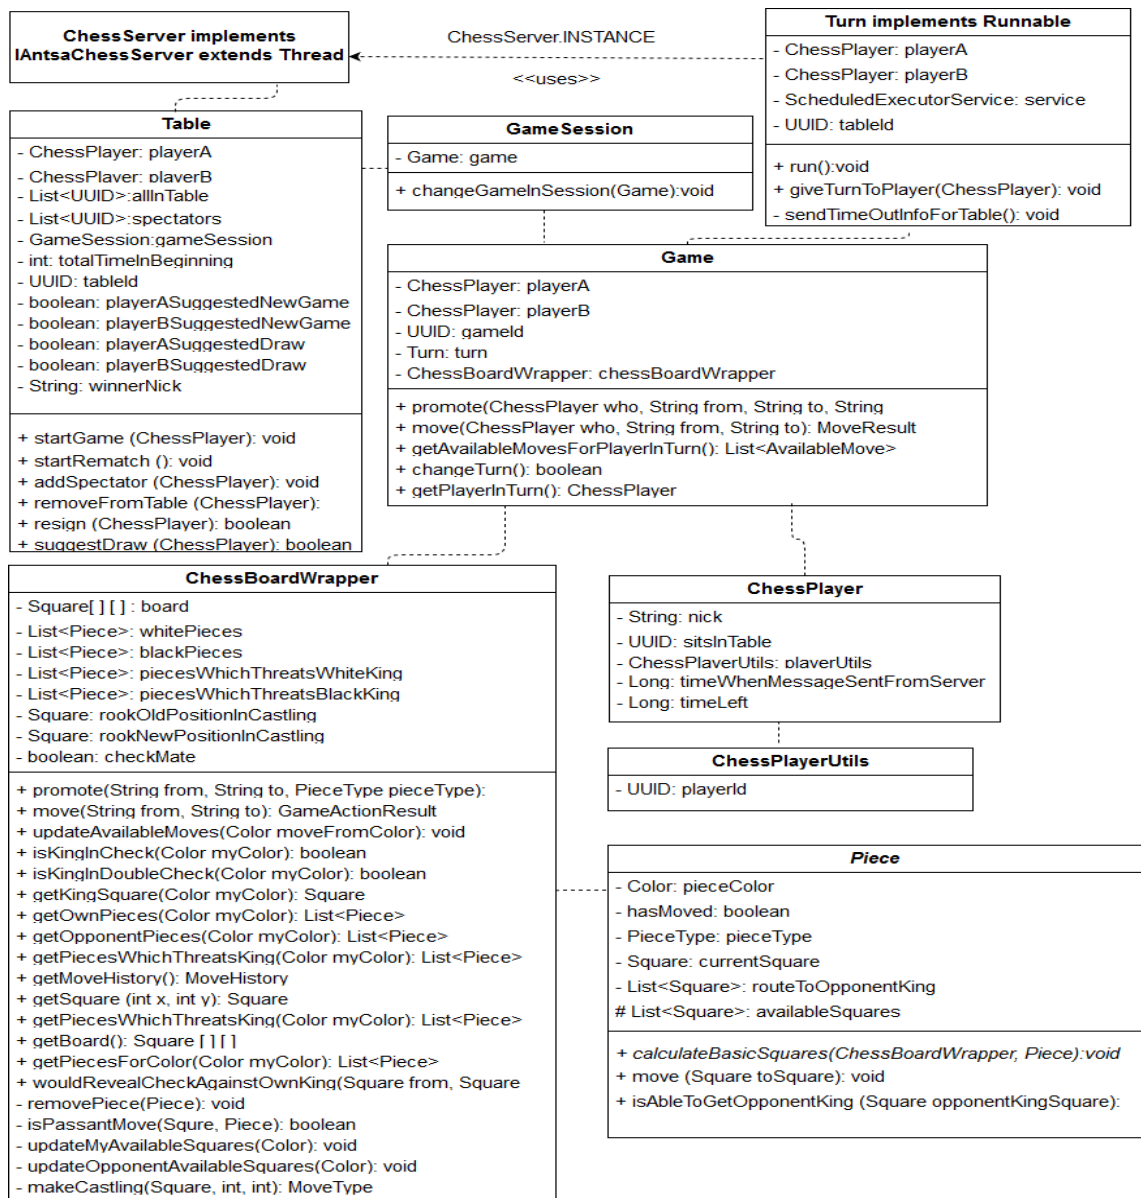 ChessServer implements
IAntsaChessServer extends Thread
ChessServer.INSTANCE
<<uses>>
Turn implements Runnable
- ChessPlayer: playerA
- ChessPlayer: playerB
- ScheduledExecutorService: service
- UUID: tableId
+ run():void
+ giveTurnToPlayer(ChessPlayer): void
- sendTimeOutInfoForTable(): void
Table
- ChessPlayer: playerA
- ChessPlayer: playerB
- List<UUID>:allInTable
- List<UUID>:spectators
- GameSession:gameSession
- int: totalTimeInBeginning
- UUID: tableId
- boolean: playerASuggestedNewGame
- boolean: playerBSuggestedNewGame
- boolean: playerASuggestedDraw
- boolean: playerBSuggestedDraw
- String: winnerNick
+ startGame (ChessPlayer): void
+ startRematch (): void
+ addSpectator (ChessPlayer): void
+ removeFromTable (ChessPlayer):
+ resign (ChessPlayer): boolean
+ suggestDraw (ChessPlayer): boolean
GameSession
- Game: game
+ changeGameInSession(Game):void
Game
- ChessPlayer: playerA
- ChessPlayer: playerB
- UUID: gameId
- Turn: turn
- ChessBoardWrapper: chessBoardWrapper
+ promote(ChessPlayer who, String from, String to, String
+ move(ChessPlayer who, String from, String to): MoveResult
+ getAvailableMovesForPlayerInTurn(): List<AvailableMove>
+ changeTurn(): boolean
+ getPlayerInTurn(): ChessPlayer
ChessBoardWrapper
- Square[ ] [ ] : board
- List<Piece>: whitePieces
- List<Piece>: blackPieces
- List<Piece>: piecesWhichThreatsWhiteKing
- List<Piece>: piecesWhichThreatsBlackKing
- Square: rookOldPositionInCastling
- Square: rookNewPositionInCastling
- boolean: checkMate
+ promote(String from, String to, PieceType pieceType):
+ move(String from, String to): GameActionResult
+ updateAvailableMoves(Color moveFromColor): void
+ isKingInCheck(Color myColor): boolean
+ isKingInDoubleCheck(Color myColor): boolean
+ getKingSquare(Color myColor): Square
+ getOwnPieces(Color myColor): List<Piece>
+ getOpponentPieces(Color myColor): List<Piece>
+ getPiecesWhichThreatsKing(Color myColor): List<Piece>
+ getMoveHistory(): MoveHistory
+ getSquare (int x, int y): Square
+ getPiecesWhichThreatsKing(Color myColor): List<Piece>
+ getBoard(): Square [ ] [ ]
+ getPiecesForColor(Color myColor): List<Piece>
+ wouldRevealCheckAgainstOwnKing(Square from, Square
- removePiece(Piece): void
- isPassantMove(Squre, Piece): boolean
- updateMyAvailableSquares(Color): void
- updateOpponentAvailableSquares(Color): void
- makeCastling(Square, int, int): MoveType
ChessPlayer
- String: nick
- UUID: sitsInTable
- ChessPlayerUtils: playerUtils
- Long: timeWhenMessageSentFromServer
- Long: timeLeft
ChessPlayerUtils
- UUID: playerId
Piece
- Color: pieceColor
- hasMoved: boolean
- PieceType: pieceType
- Square: currentSquare
- List<Square>: routeToOpponentKing
# List<Square>: availableSquares
+ calculateBasicSquares(ChessBoardWrapper, Piece):void
+ move (Square toSquare): void
+ isAbleToGetOpponentKing (Square opponentKingSquare):